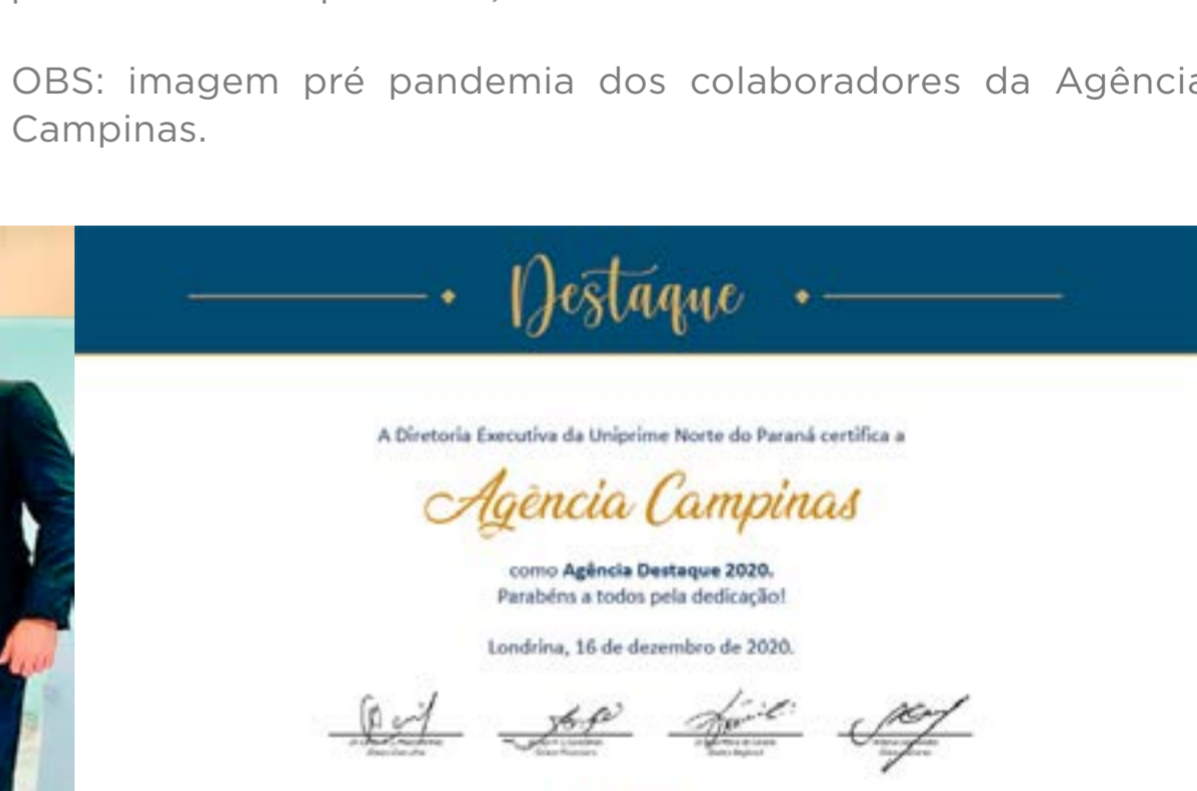 OBS: imagem pré pandemia dos colaboradores da Agência
Campinas.
Destaque
A Diretoria Executiva da Uniprime Norte do Paraná certifica a
Agência Campinas
como Agência Destaque 2020.
Parabéns a todos pela dedicação!
Londrina, 16 de dezembro de 2020.